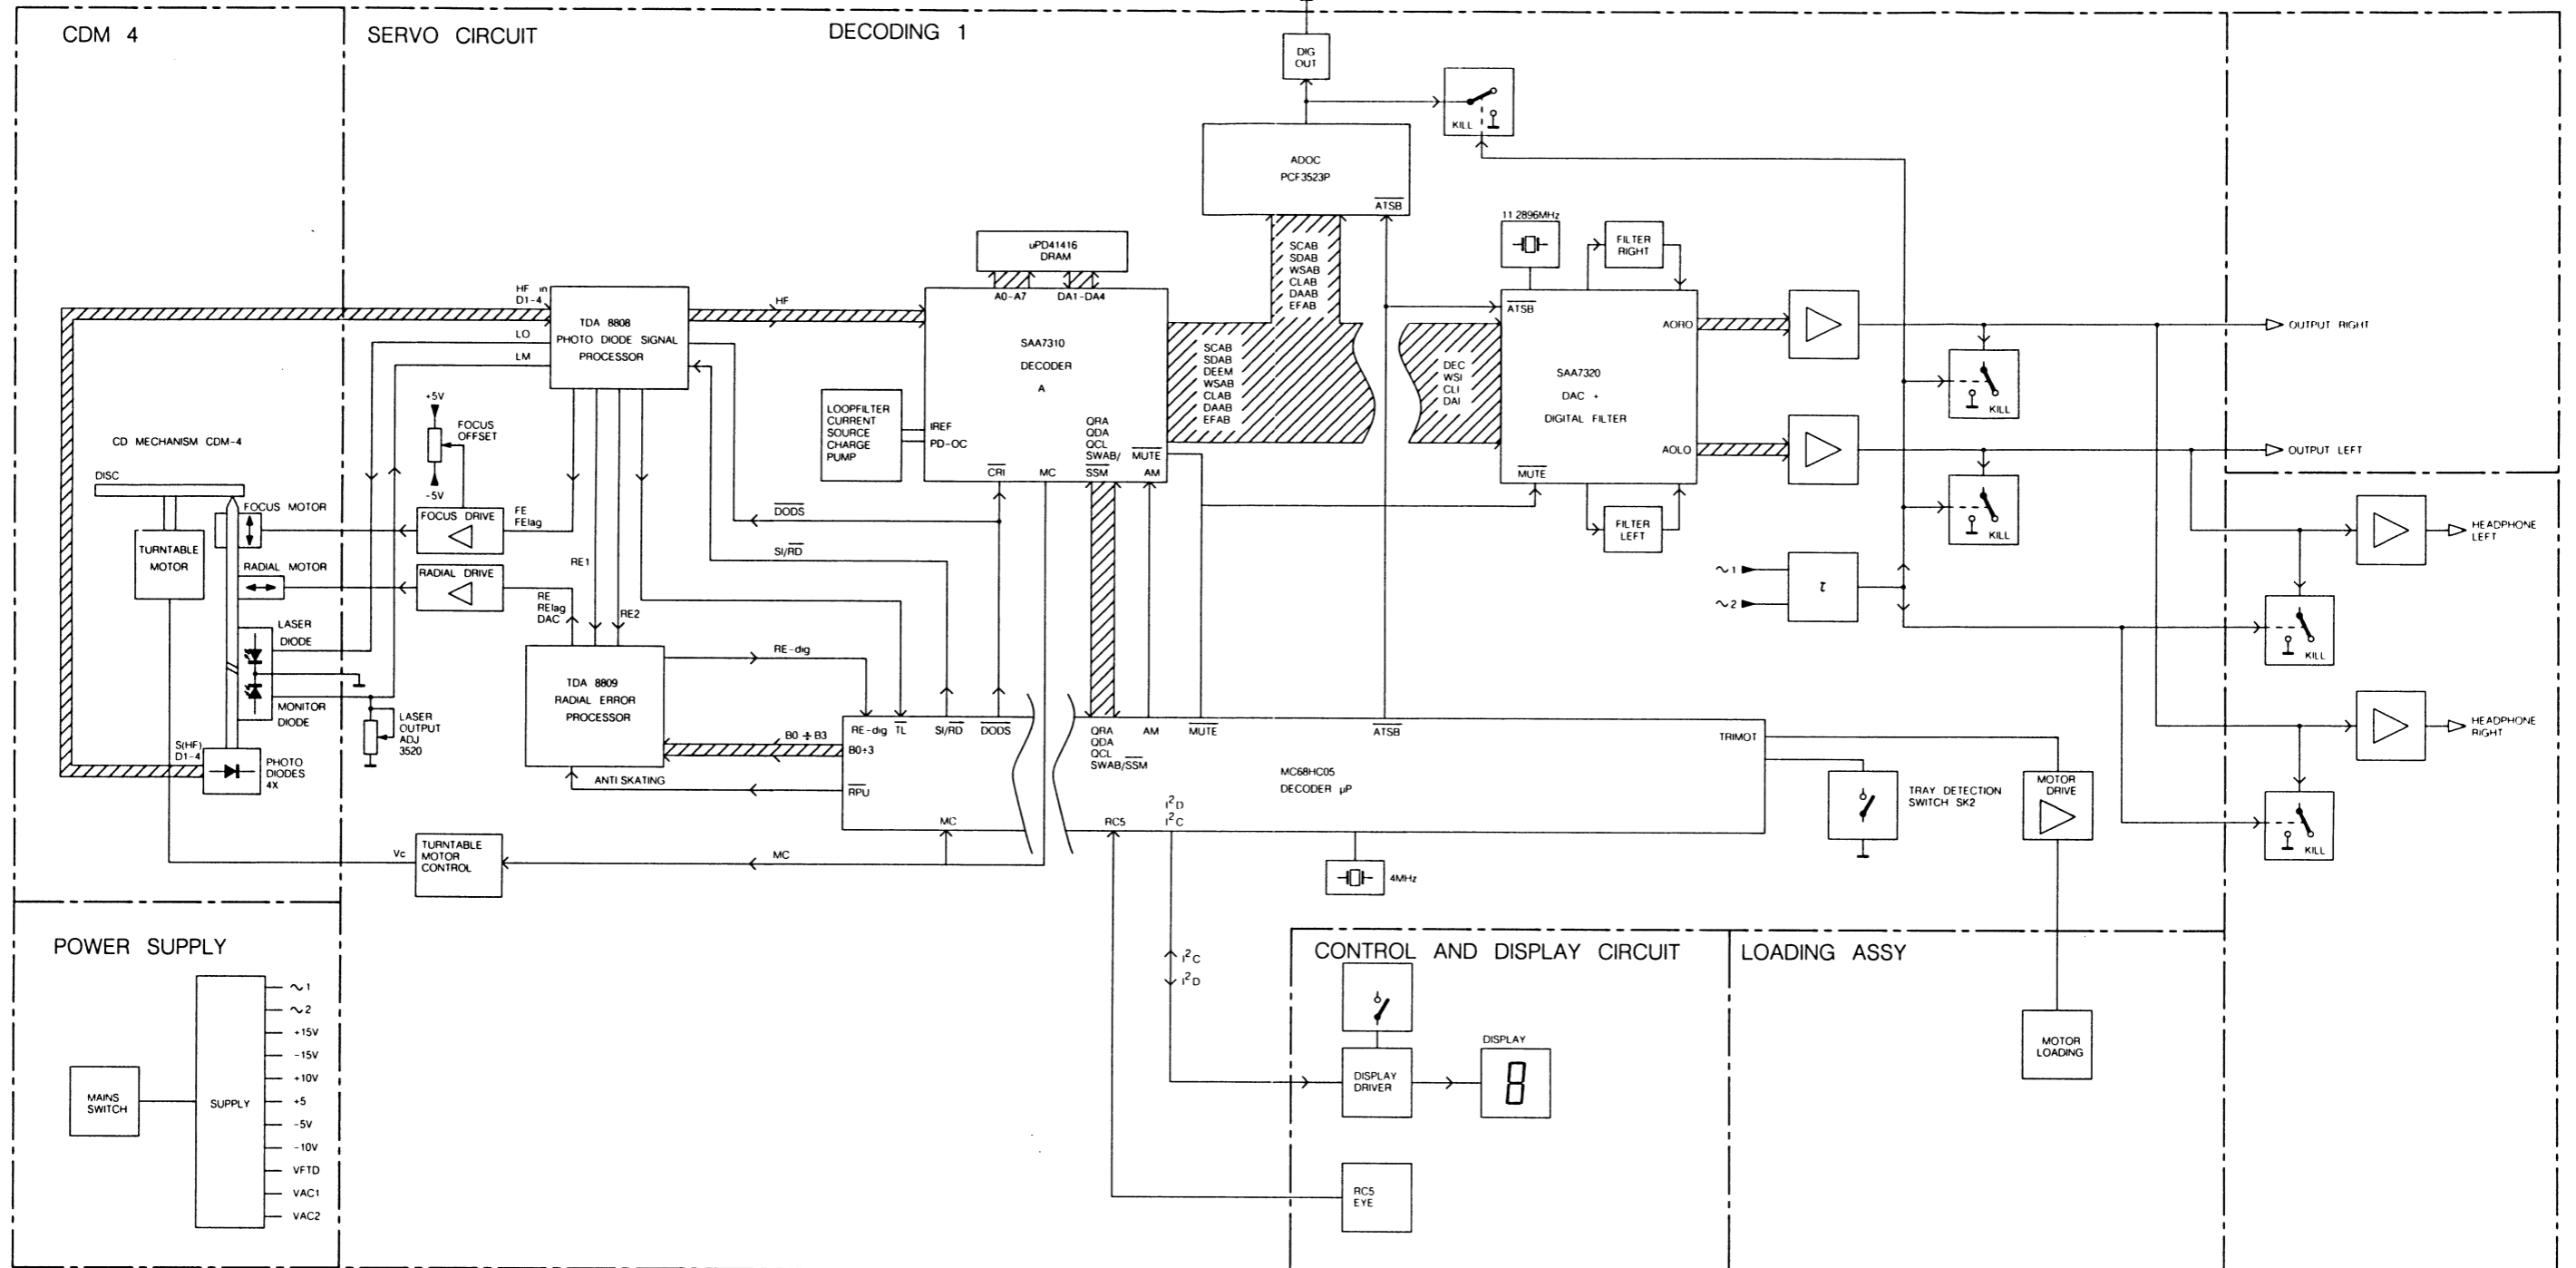 CDM 4
SERVO CIRCUIT
DECODING 1
DIG
OUT
KILL
ADOC
PCF3523P
ATSB
uPD41416
DRAM
A0-A7
DA1-DA4
HF in
D1-4
LO
LM
TDA 8808
PHOTO DIODE SIGNAL
PROCESSOR
HF
SAA7310
DECODER
A
IREF
PD-OC
QRA
QDA
QCL
SWAB/
SSM
MUTE
CRI
MC
AM
LOOPFILTER
CURRENT
SOURCE
CHARGE
PUMP
SCAB
SDAB
WSAB
CLAB
DAAB
EFAB
SCAB
SDAB
DEEM
WSAB
CLAB
DAAB
EFAB
DEC
WSI
CLI
DAI
11 2896MHz
FILTER
RIGHT
ATSB
AORO
SAA7320
DAC +
DIGITAL FILTER
AOLO
MUTE
FILTER
LEFT
OUTPUT RIGHT
KILL
OUTPUT LEFT
KILL
~1
~2
HEADPHONE
LEFT
KILL
HEADPHONE
RIGHT
KILL
+5V
FOCUS
OFFSET
-5V
CD MECHANISM CDM-4
DISC
FOCUS MOTOR
TURNTABLE
MOTOR
RADIAL MOTOR
LASER
DIODE
MONITOR
DIODE
S(HF)
D1-4
PHOTO
DIODES
4X
FOCUS DRIVE
FE
FElag
RADIAL DRIVE
RE
RElag
DAC
RE1
RE2
DODS
SI/RD
LASER
OUTPUT
ADJ
3520
TDA 8809
RADIAL ERROR
PROCESSOR
RE-dig
B0 ÷ B3
ANTI SKATING
RE-dig
TL
SI/RD
DODS
B0÷3
RPU
MC
QRA
QDA
QCL
SWAB/SSM
AM
MUTE
ATSB
TRIMOT
MC68HC05
DECODER µP
RC5
I²D
I²C
4MHz
TRAY DETECTION
SWITCH SK2
MOTOR
DRIVE
Vc
TURNTABLE
MOTOR
CONTROL
MC
POWER SUPPLY
MAINS
SWITCH
SUPPLY
~1
~2
+15V
-15V
+10V
+5
-5V
-10V
VFTD
VAC1
VAC2
I²C
I²D
CONTROL AND DISPLAY CIRCUIT
DISPLAY
DISPLAY
DRIVER
8
RC5
EYE
LOADING ASSY
MOTOR
LOADING